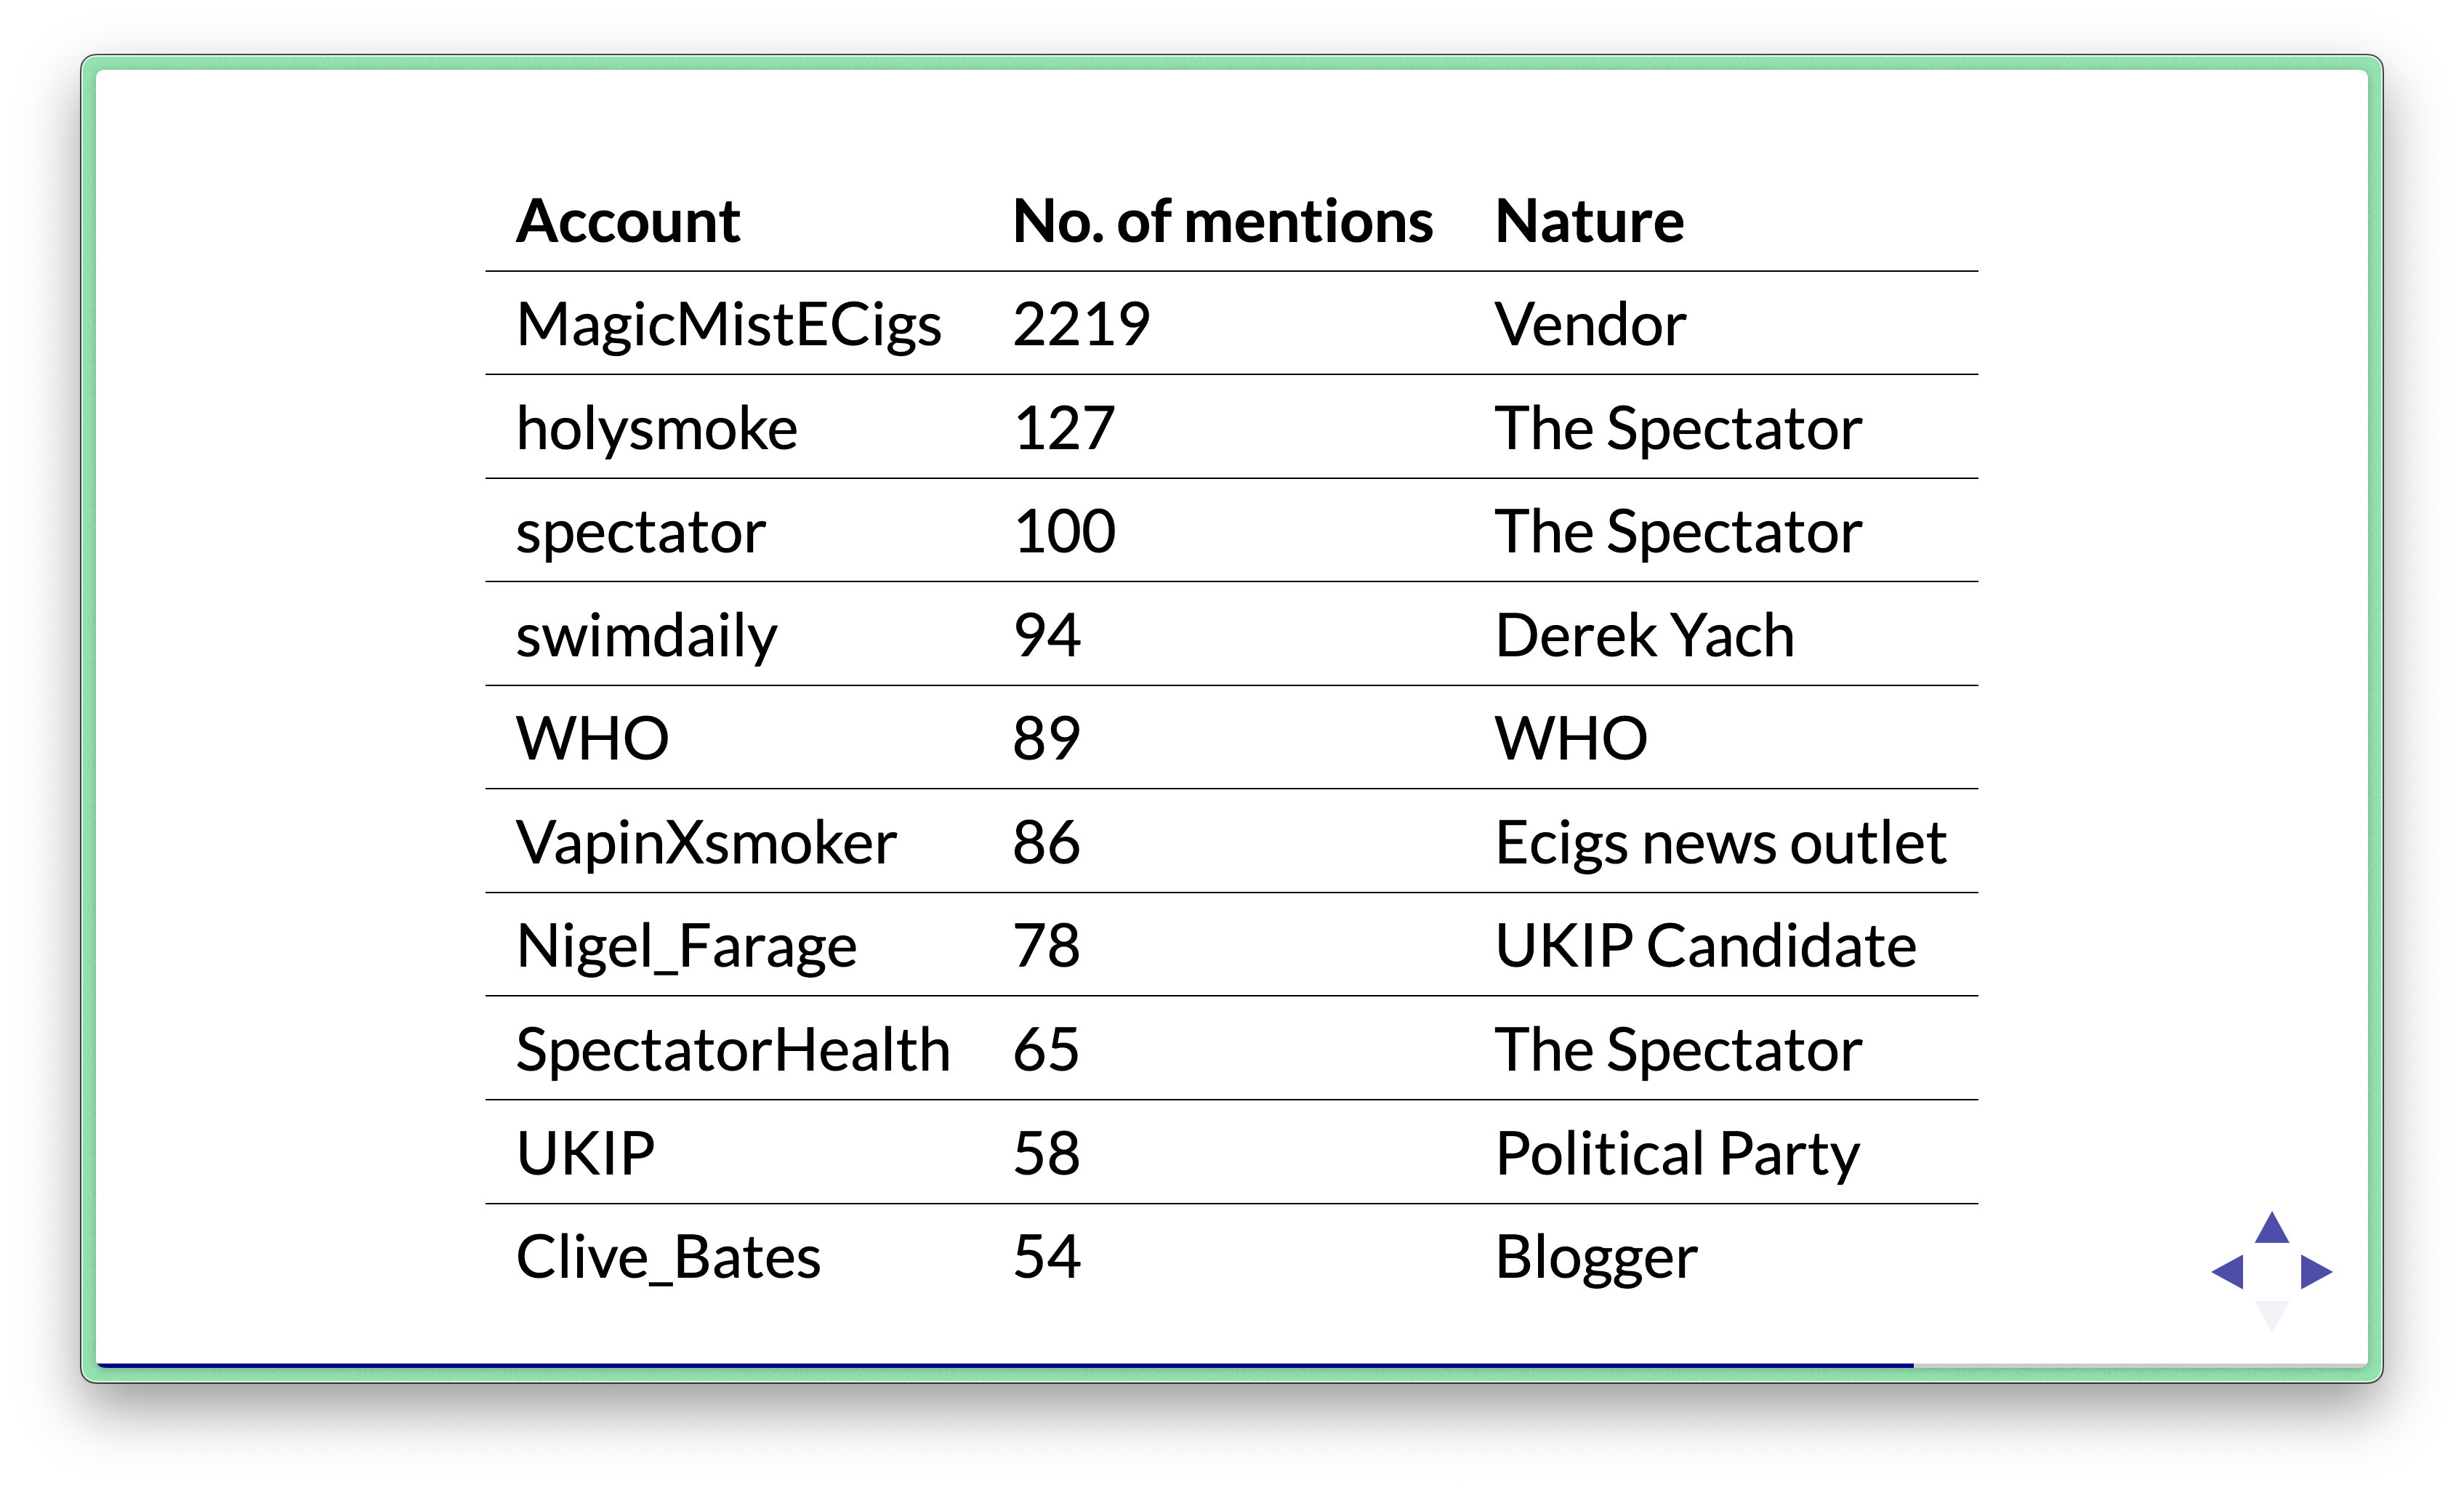 Account No. of mentions Nature
MagicMistECigs 2219 Vendor
holysmoke 127 The Spectator
spectator 100 The Spectator
swimdaily 94 Derek Yach
WHO 89 WHO
VapinXsmoker 86 Ecigs news outlet
Nigel_Farage 78 UKIP Candidate
SpectatorHealth 65 The Spectator
UKIP 58 Political Party
Clive_Bates 54 Blogger